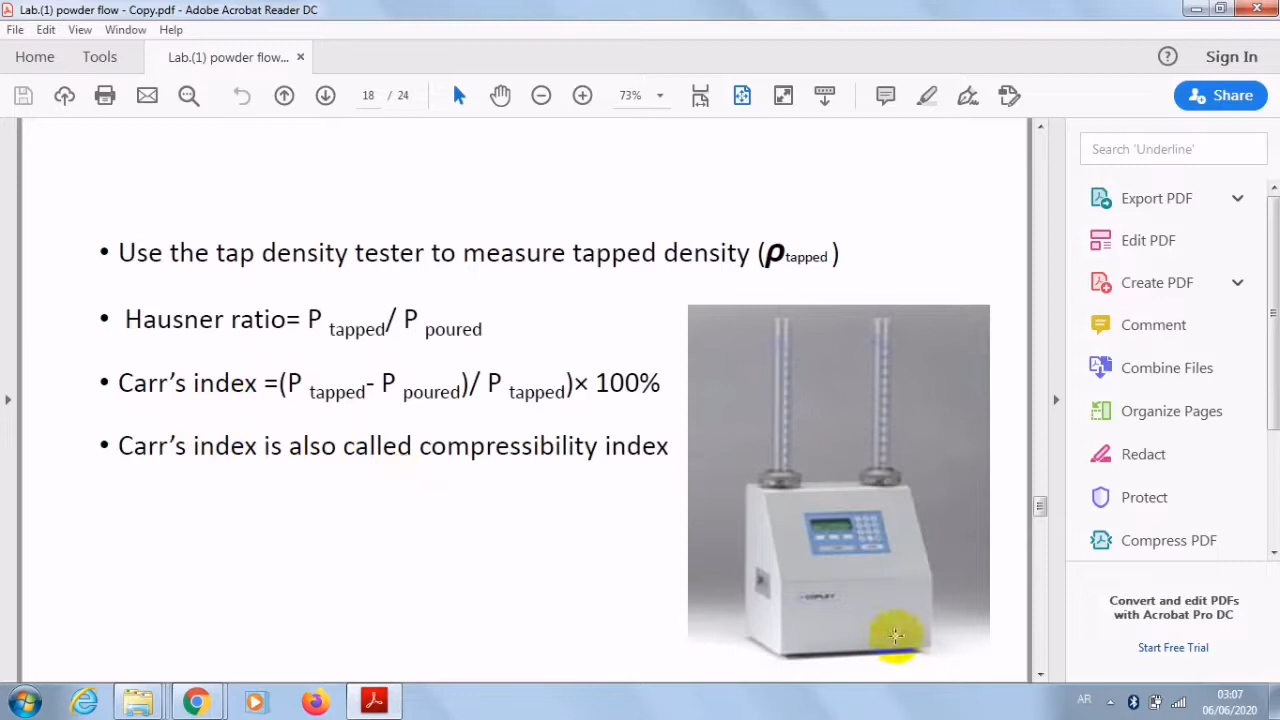 Lab.(1) powder flow - Copy.pdf - Adobe Acrobat Reader DC
File Edit View Window Help
Home Tools Lab.(1) powder flow... ×
? Sign In
18 / 24 73% Share
Search 'Underline'
Export PDF
Edit PDF
Create PDF
Comment
Combine Files
Organize Pages
Redact
Protect
Compress PDF
Convert and edit PDFs
with Acrobat Pro DC
Start Free Trial
• Use the tap density tester to measure tapped density (ρ tapped )
• Hausner ratio= P tapped/ P poured
• Carr’s index =(P tapped- P poured)/ P tapped)× 100%
• Carr’s index is also called compressibility index
COPLEY
AR 03:07
06/06/2020